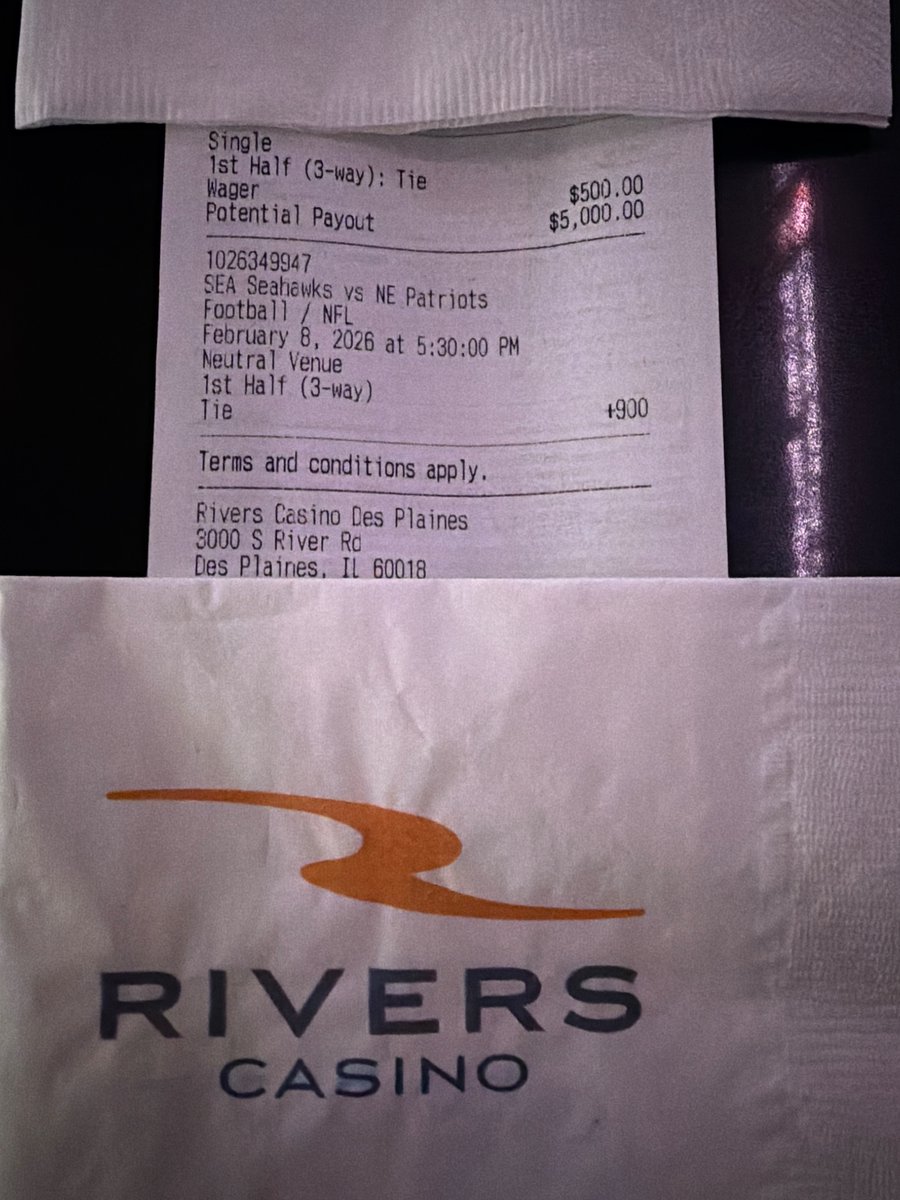 Single
1st Half (3-way): Tie
Wager $500.00
Potential Payout $5,000.00
1026349947
SEA Seahawks vs NE Patriots
Football / NFL
February 8, 2026 at 5:30:00 PM
Neutral Venue
1st Half (3-way)
Tie +900
Terms and conditions apply.
Rivers Casino Des Plaines
3000 S River Rd
Des Plaines, IL 60018
RIVERS
CASINO